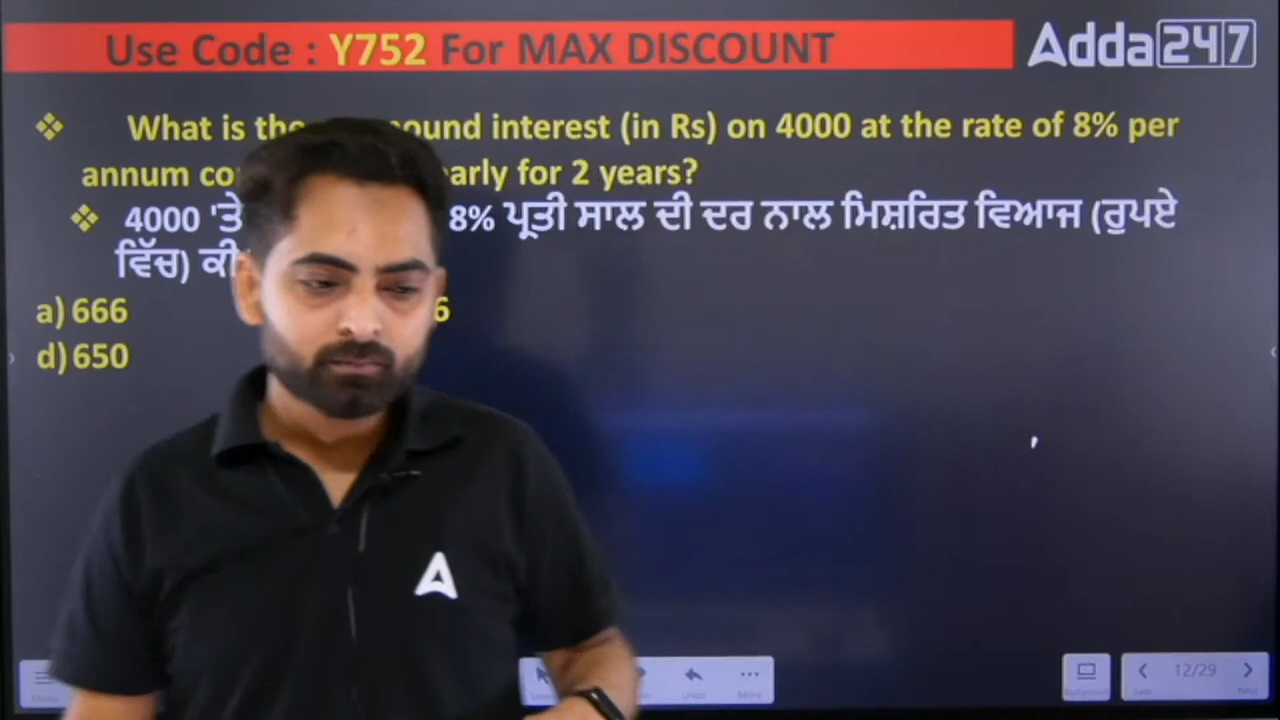 Use Code : Y752 For MAX DISCOUNT
Adda247
What is the ound interest (in Rs) on 4000 at the rate of 8% per
annum co early for 2 years?
4000 'ਤੇ 8% ਪ੍ਰਤੀ ਸਾਲ ਦੀ ਦਰ ਨਾਲ ਮਿਸ਼ਰਿਤ ਵਿਆਜ (ਰੁਪਏ
ਵਿੱਚ) ਕੀ
a) 666 6
d) 650
12/29